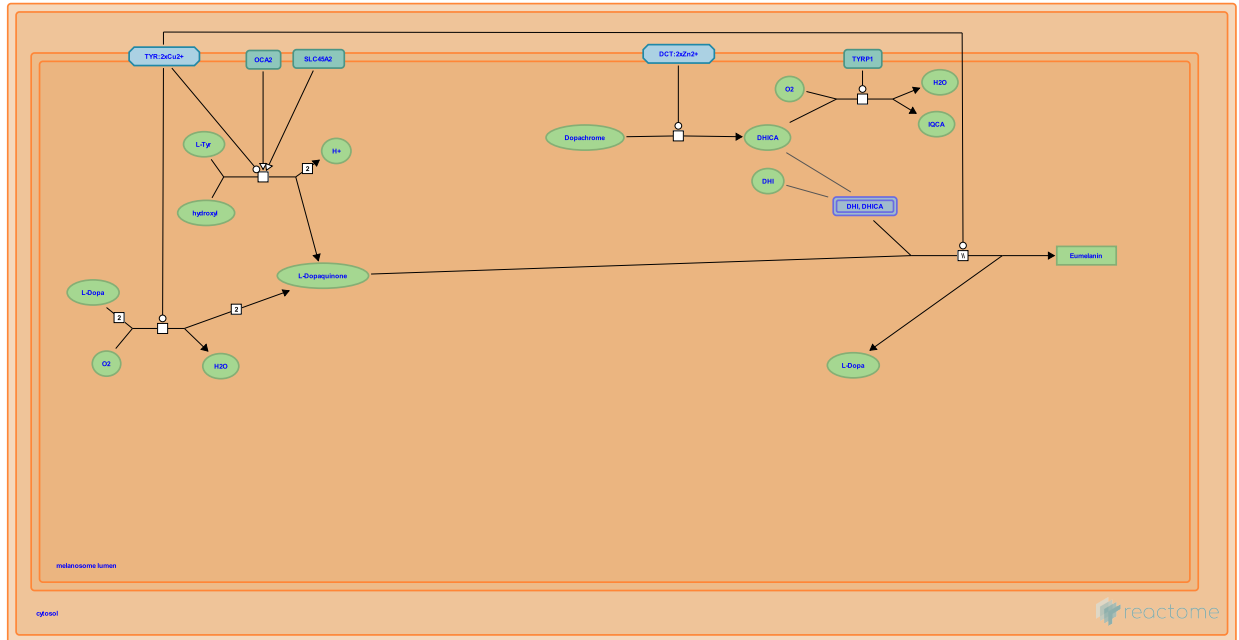 TYR:2xCu2+
OCA2
SLC45A2
DCT:2xZn2+
TYRP1
O2
H2O
IQCA
L-Tyr
H+
2
Dopachrome
DHICA
hydroxyl
DHI
DHI, DHICA
L-Dopaquinone
\\
Eumelanin
L-Dopa
2
2
O2
H2O
L-Dopa
melanosome lumen
cytosol
reactome